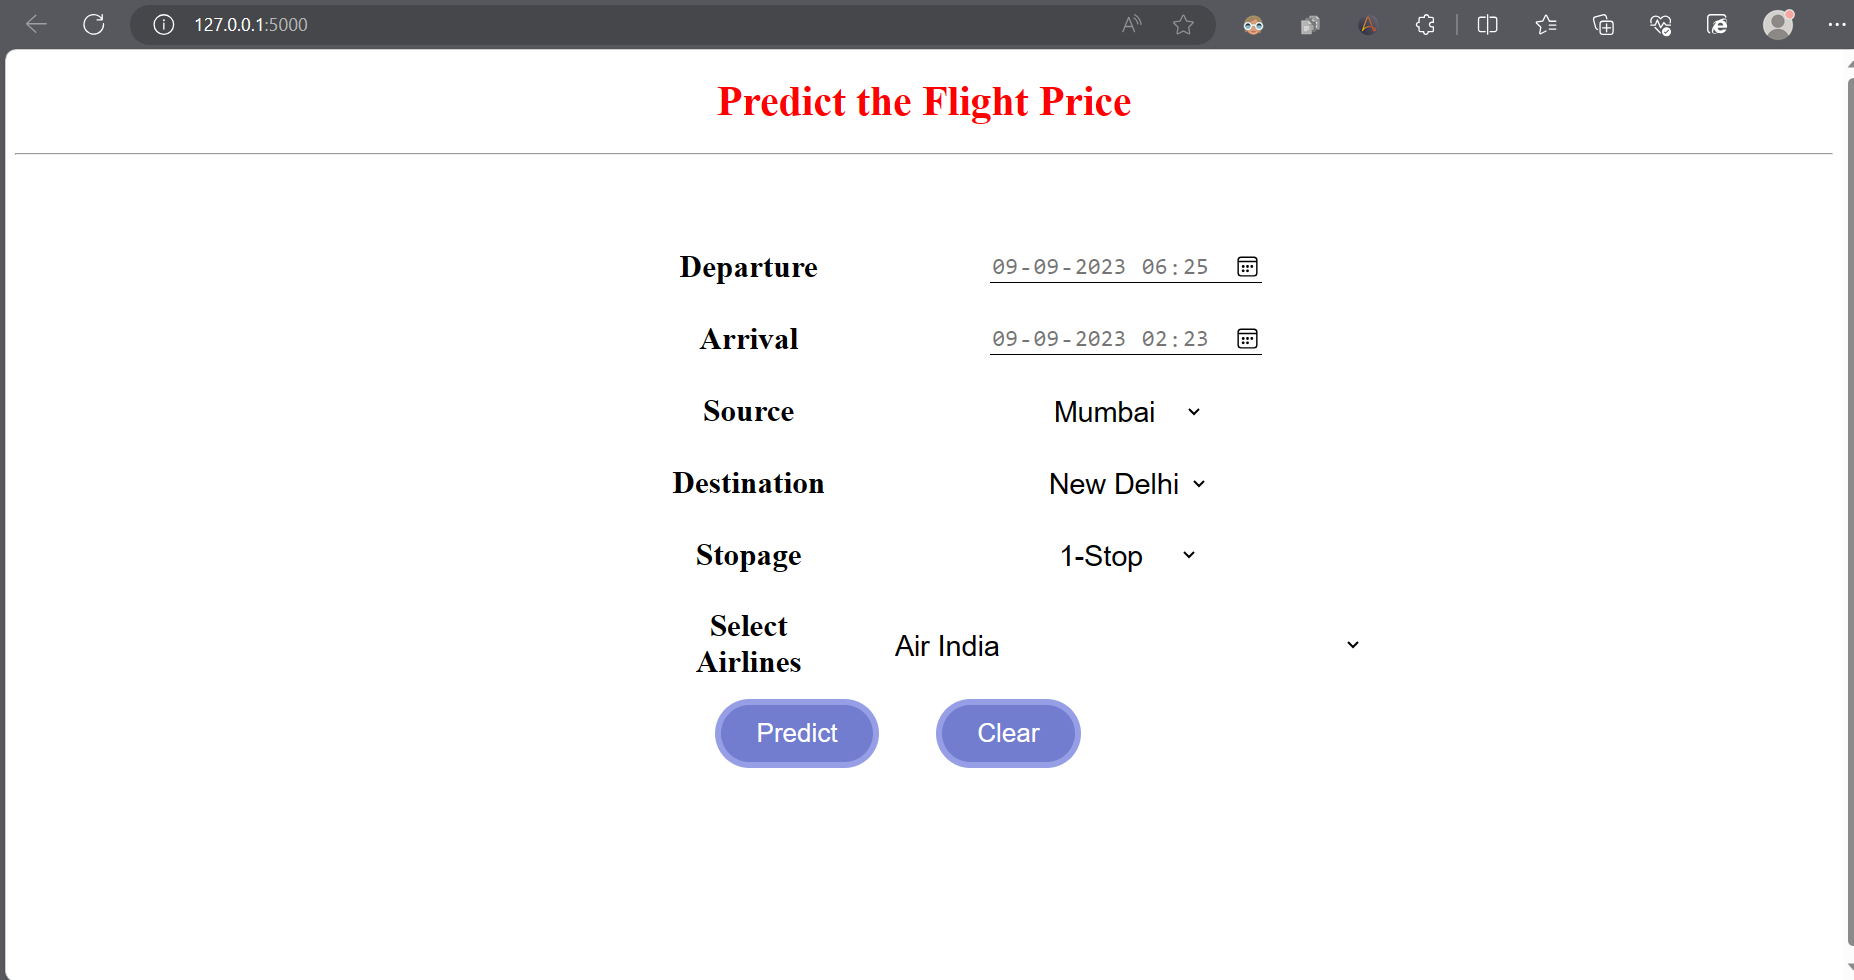 127.0.0.1:5000
Predict the Flight Price
Departure 09-09-2023 06:25
Arrival 09-09-2023 02:23
Source Mumbai
Destination New Delhi
Stopage 1-Stop
Select
Airlines
Air India
Predict Clear